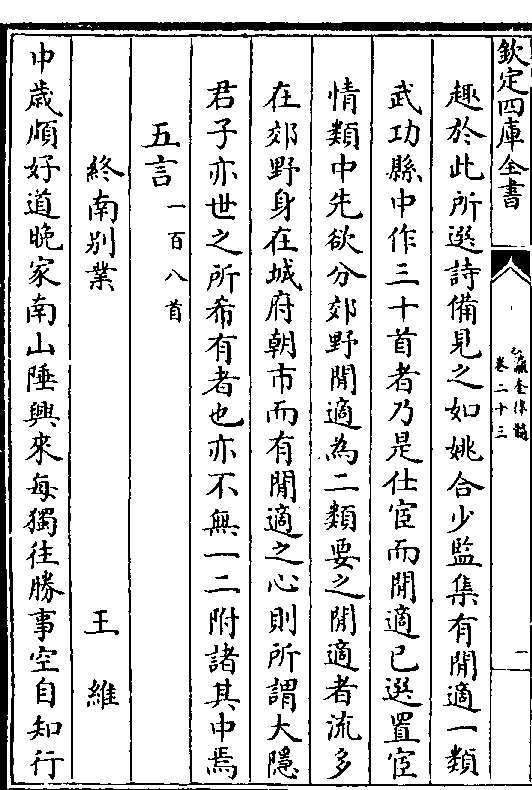 欽定四庫全書
瀛奎律髓
卷二十三
二
趣於此所選詩備見之如姚合少監集有閒適一類
武功縣中作三十首者乃是仕宦而閒適已選置宦
情類中先欲分郊野閒適為二類要之閒適者流多
在郊野身在城府朝市而有閒適之心則所謂大隱
君子亦世之所希有者也亦不無一二附諸其中焉
五言一百八首
終南別業
王維
中歲頗好道晚家南山陲興來每獨往勝事空自知行